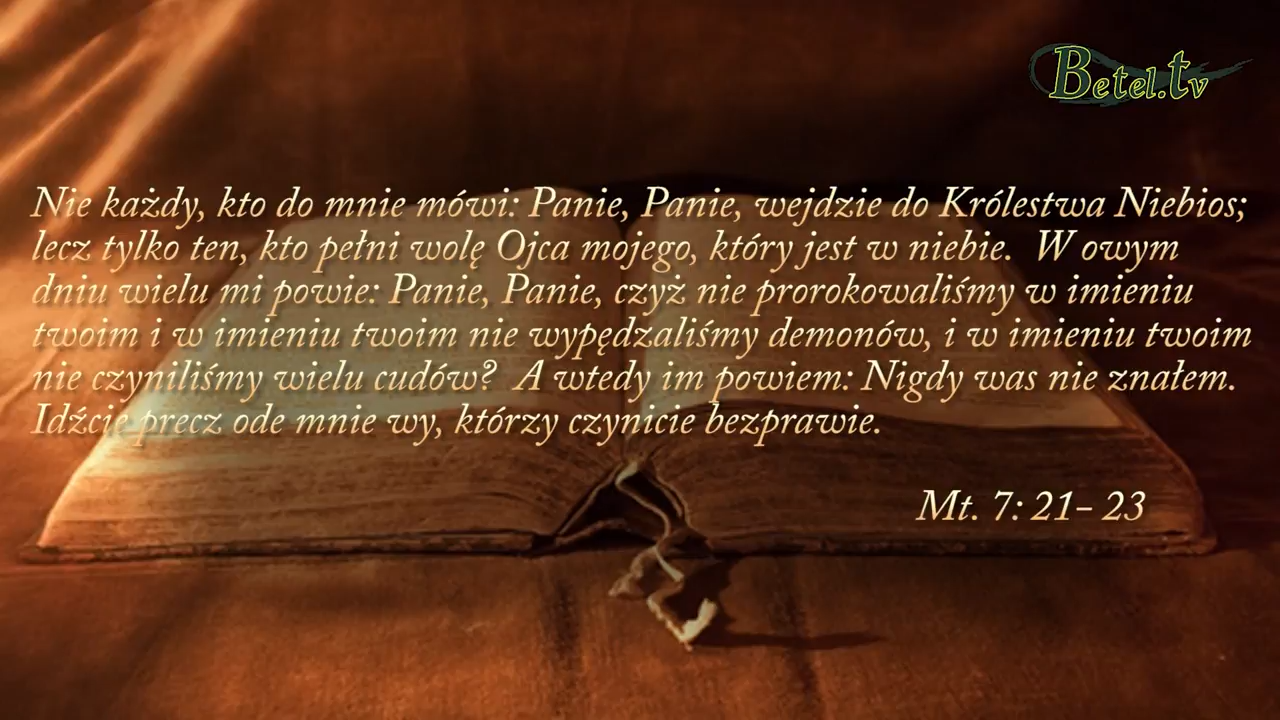 Betel.tv
Nie każdy, kto do mnie mówi: Panie, Panie, wejdzie do Królestwa Niebios;
lecz tylko ten, kto pełni wolę Ojca mojego, który jest w niebie. W owym
dniu wielu mi powie: Panie, Panie, czyż nie prorokowaliśmy w imieniu
twoim i w imieniu twoim nie wypędzaliśmy demonów, i w imieniu twoim
nie czyniliśmy wielu cudów? A wtedy im powiem: Nigdy was nie znałem.
Idźcie precz ode mnie wy, którzy czynicie bezprawie.
Mt. 7: 21- 23